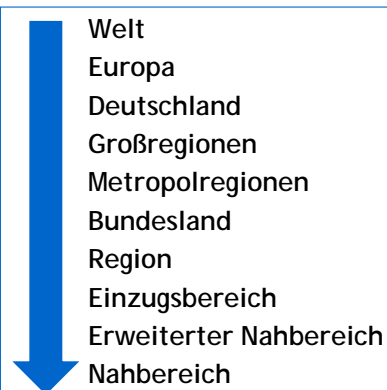 Welt
Europa
Deutschland
Großregionen
Metropolregionen
Bundesland
Region
Einzugsbereich
Erweiterter Nahbereich
Nahbereich